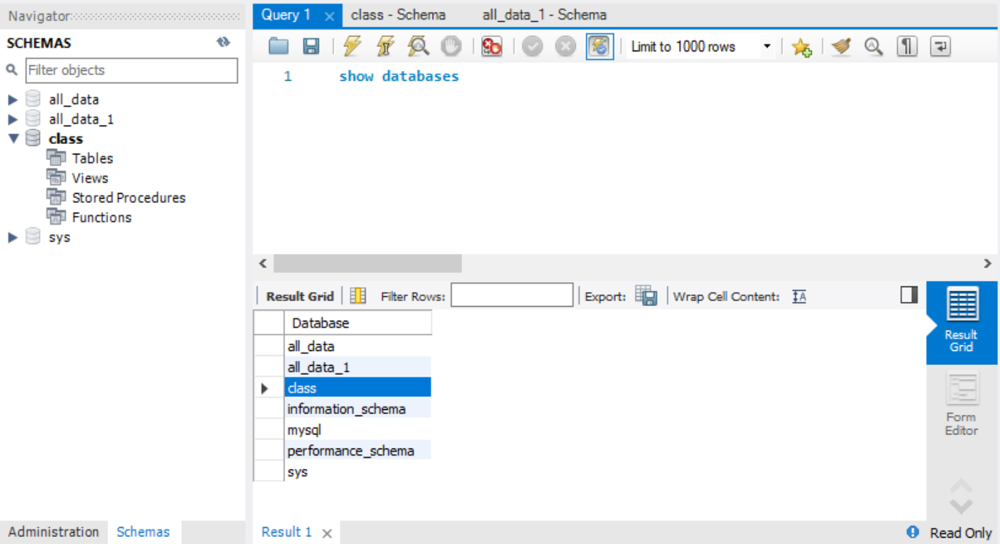 Navigator
SCHEMAS
Filter objects
all_data
all_data_1
class
Tables
Views
Stored Procedures
Functions
sys
Administration Schemas
Query 1 class - Schema all_data_1 - Schema
Limit to 1000 rows
1 show databases
Result Grid Filter Rows: Export: Wrap Cell Content:
Database
all_data
all_data_1
class
information_schema
mysql
performance_schema
sys
Result
Grid
Form
Editor
Result 1 Read Only